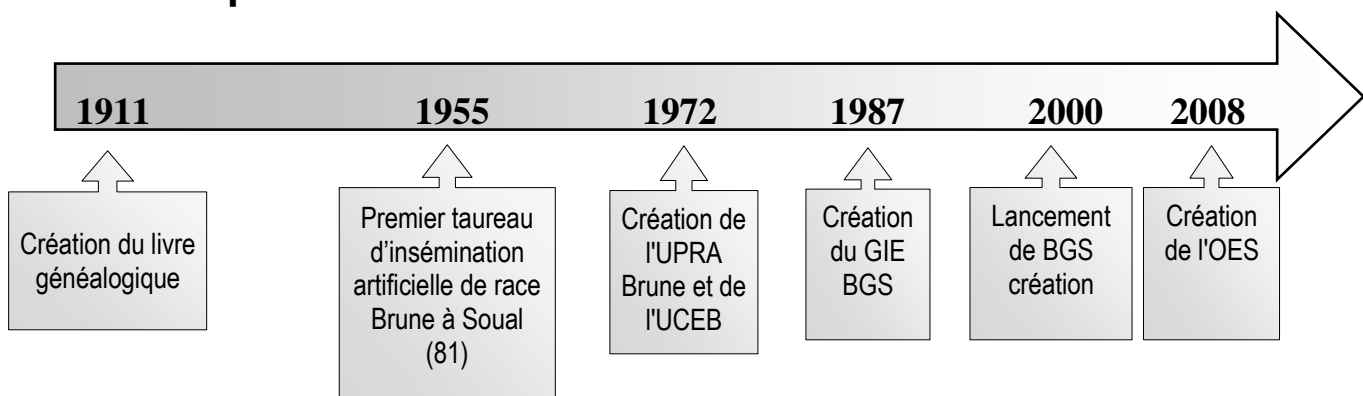 1911 1955 1972 1987 2000 2008
Création du livre
généalogique
Premier taureau
d'insémination
artificielle de race
Brune à Soual
(81)
Création de
l'UPRA
Brune et de
l'UCEB
Création
du GIE
BGS
Lancement
de BGS
création
Création
de l'OES